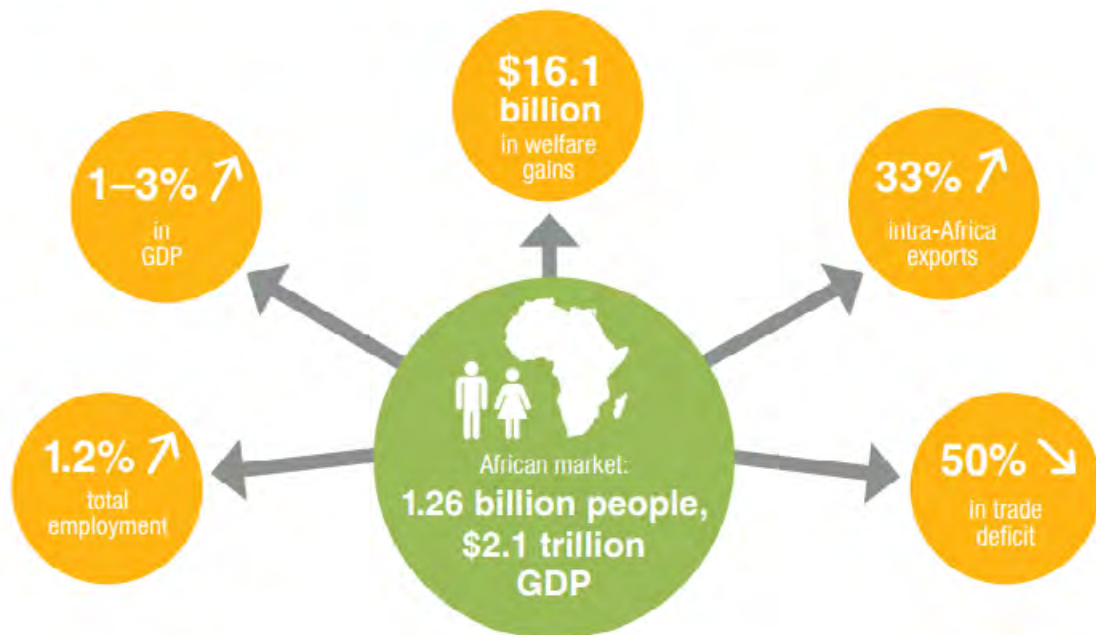 $16.1
billion
in welfare
gains
1–3%
in
GDP
33%
intra-Africa
exports
1.2%
total
employment
African market:
1.26 billion people,
$2.1 trillion
GDP
50%
in trade
deficit